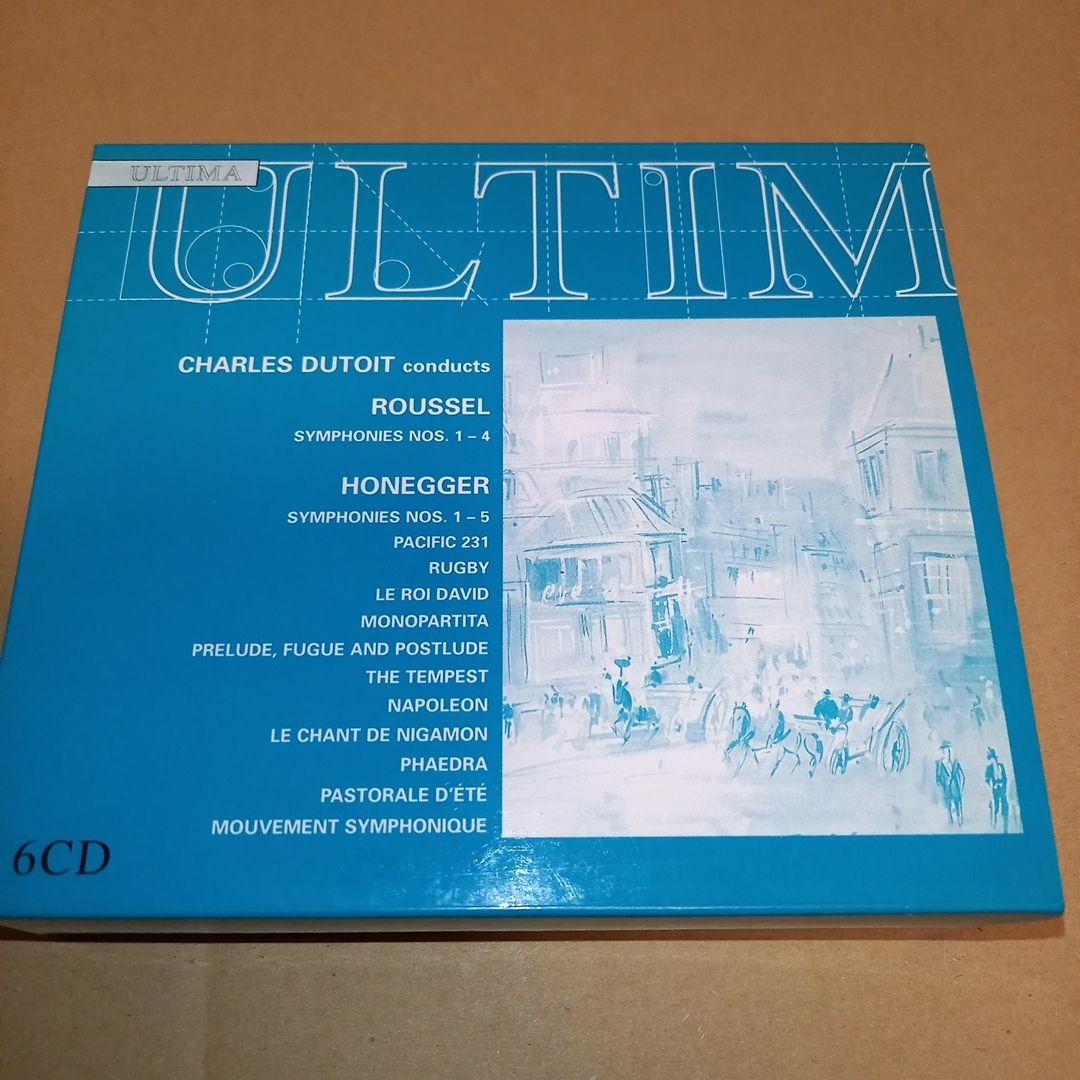 ULTIMA
ULTIM
CHARLES DUTOIT conducts
ROUSSEL
SYMPHONIES NOS. 1 – 4
HONEGGER
SYMPHONIES NOS. 1 – 5
PACIFIC 231
RUGBY
LE ROI DAVID
MONOPARTITA
PRELUDE, FUGUE AND POSTLUDE
THE TEMPEST
NAPOLEON
LE CHANT DE NIGAMON
PHAEDRA
PASTORALE D'ÉTÉ
MOUVEMENT SYMPHONIQUE
6CD